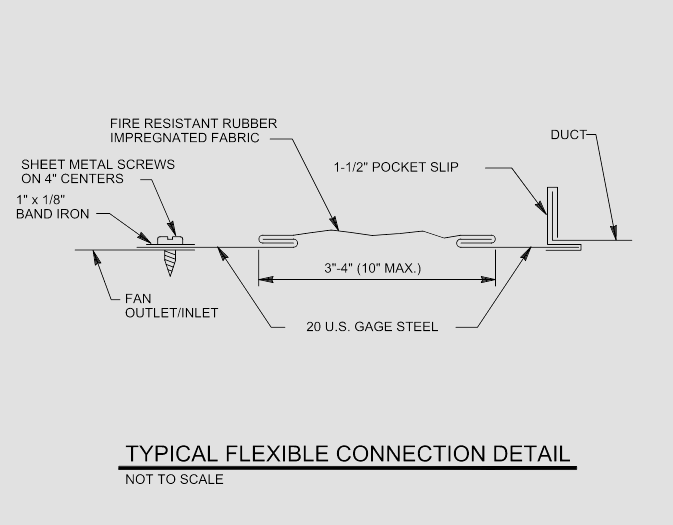 FIRE RESISTANT RUBBER
IMPREGNATED FABRIC
DUCT
SHEET METAL SCREWS
ON 4" CENTERS
1-1/2" POCKET SLIP
1" x 1/8"
BAND IRON
3"-4" (10" MAX.)
FAN
OUTLET/INLET
20 U.S. GAGE STEEL
TYPICAL FLEXIBLE CONNECTION DETAIL
NOT TO SCALE